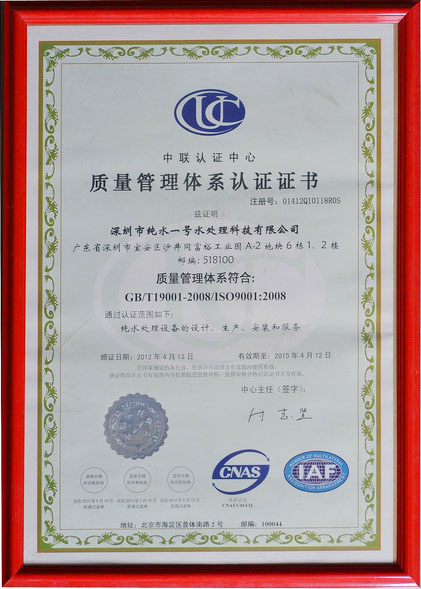 UC
中联认证中心
质量管理体系认证证书
注册号：01412Q10118R0S
兹证明
深圳市纯水一号水处理科技有限公司
广东省深圳市宝安区沙井同富裕工业园A-2地块6栋1、2楼
邮编：518100
质量管理体系符合：
GB/T19001-2008/ISO9001:2008
通过认证范围如下：
纯水处理设备的设计、生产、安装和服务
颁证日期：2012年4月13日 有效期至：2015年4月12日
中心主任（签字）：
CNAS
CNAS C014-Q
IAF
地址：北京市海淀区首体南路2号 邮编：100044